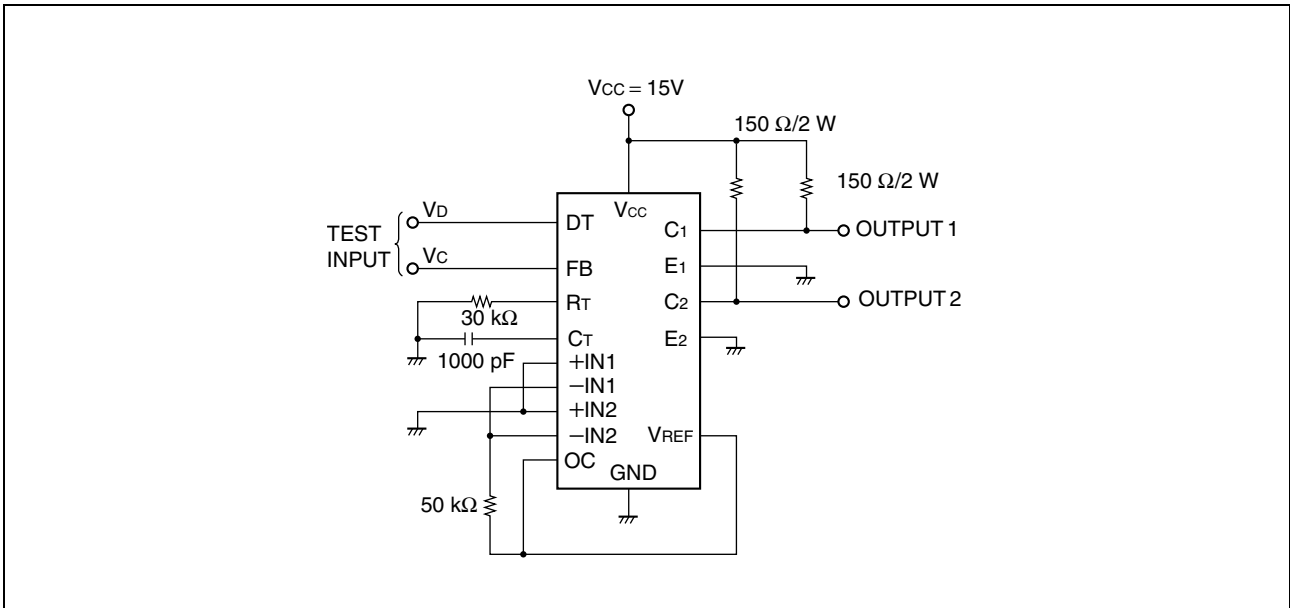 VCC = 15V
150 Ω/2 W
150 Ω/2 W
TEST
INPUT
VD
VC
VCC
DT
FB
RT
CT
+IN1
−IN1
+IN2
−IN2
OC
GND
C1
E1
C2
E2
VREF
OUTPUT 1
OUTPUT 2
30 kΩ
1000 pF
50 kΩ